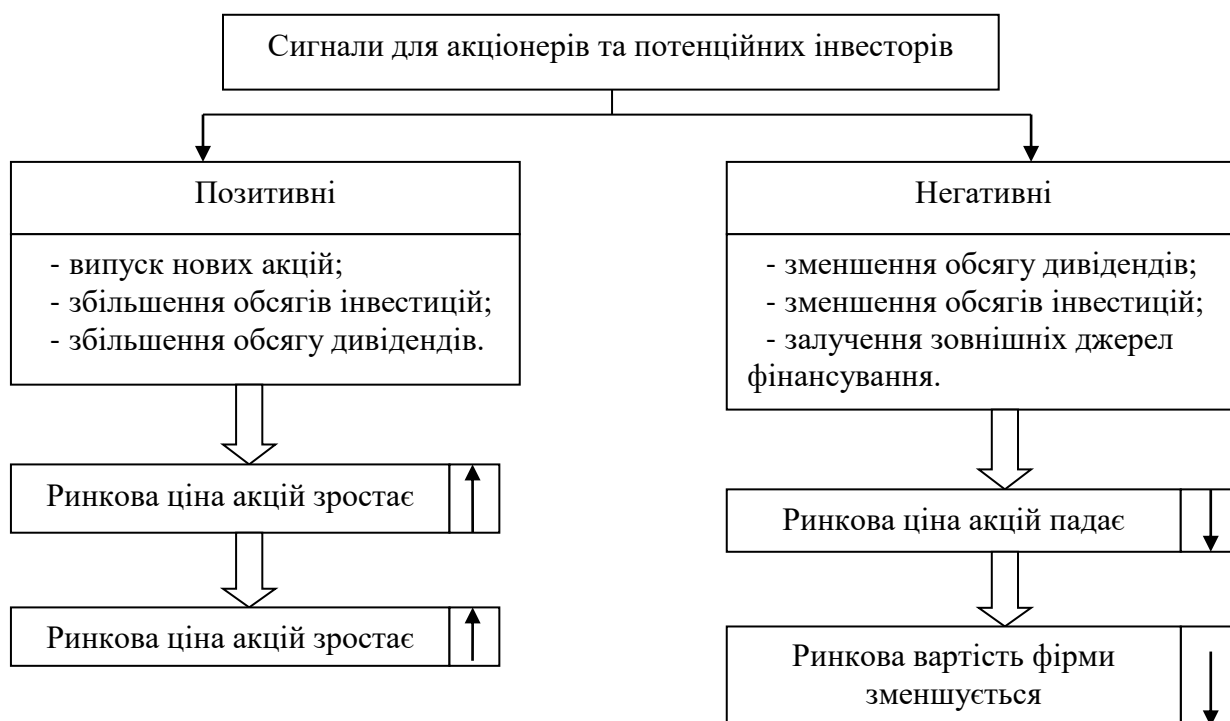 Сигнали для акціонерів та потенційних інвесторів
Позитивні
- випуск нових акцій;
- збільшення обсягів інвестицій;
- збільшення обсягу дивідендів.
Ринкова ціна акцій зростає
Ринкова ціна акцій зростає
Негативні
- зменшення обсягу дивідендів;
- зменшення обсягів інвестицій;
- залучення зовнішніх джерел
фінансування.
Ринкова ціна акцій падає
Ринкова вартість фірми
зменшується